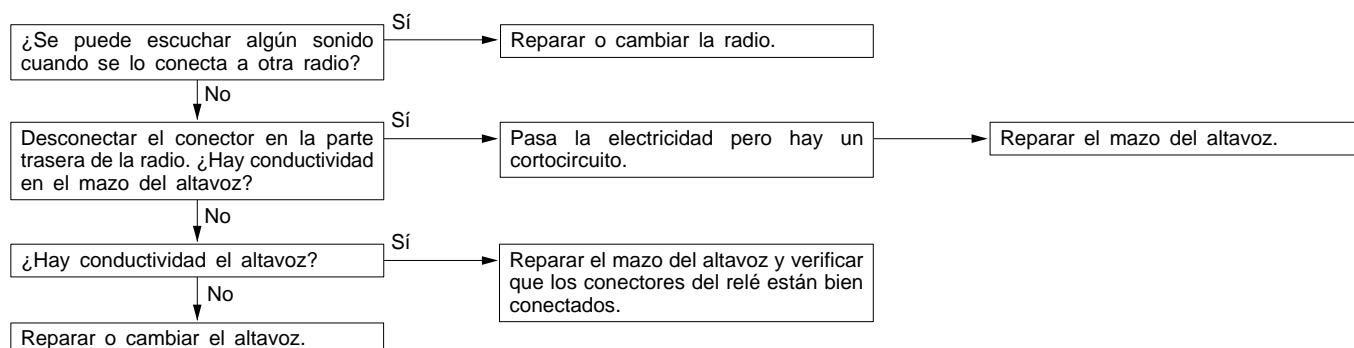 ¿Se puede escuchar algún sonido
cuando se lo conecta a otra radio?
Sí
Reparar o cambiar la radio.
No
Desconectar el conector en la parte
trasera de la radio. ¿Hay conductividad
en el mazo del altavoz?
Sí
Pasa la electricidad pero hay un
cortocircuito.
Reparar el mazo del altavoz.
No
¿Hay conductividad el altavoz?
Sí
Reparar el mazo del altavoz y verificar
que los conectores del relé están bien
conectados.
No
Reparar o cambiar el altavoz.